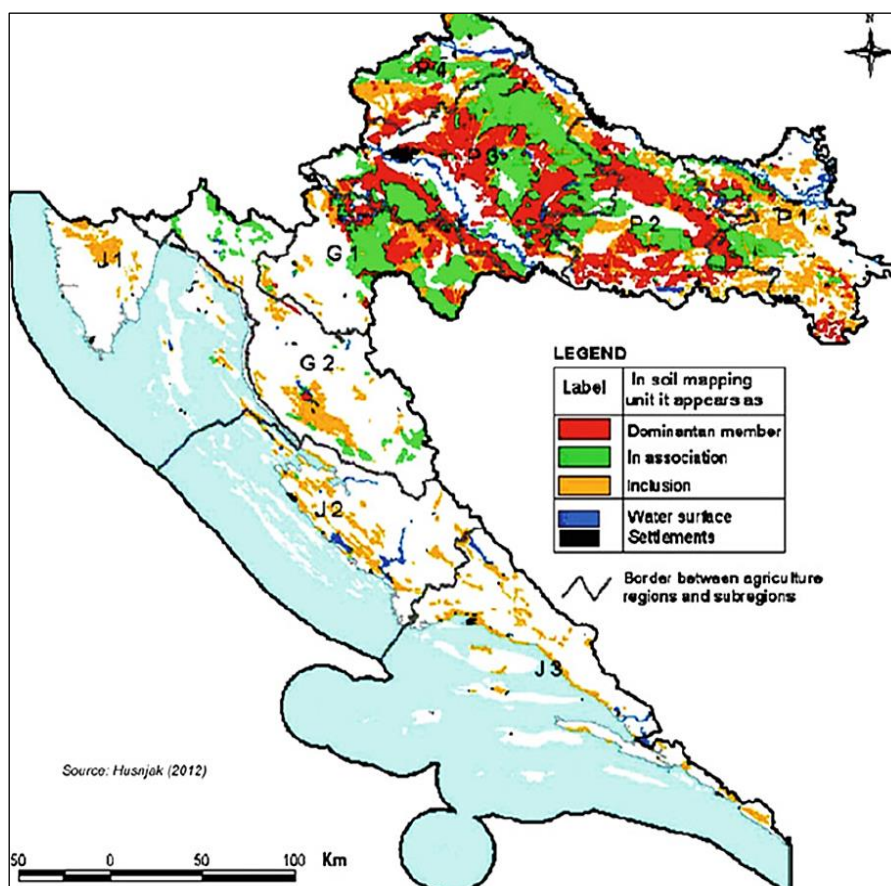 N
P 4
P 3
P 2
P 1
J 1
G 1
G 2
J 2
J 3
LEGEND
Label In soil mapping unit it appears as
Dominantan member
In association
Inclusion
Water surface
Settlements
Border between agriculture
regions and subregions
Source: Husnjak (2012)
50 0 50 100 Km